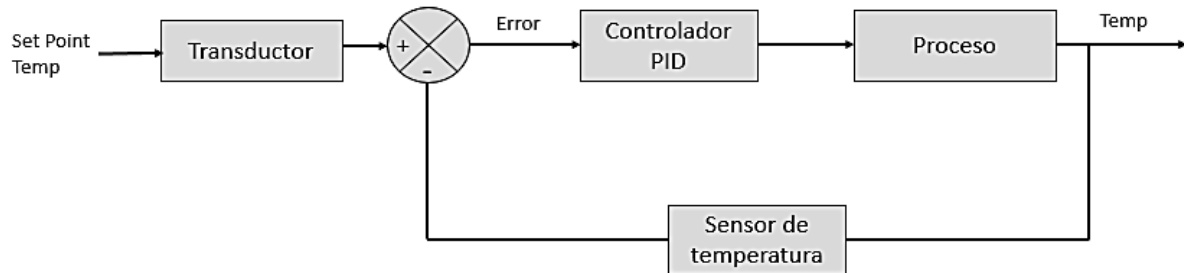 Set Point
Temp
Transductor
+
-
Error
Controlador
PID
Proceso
Temp
Sensor de
temperatura